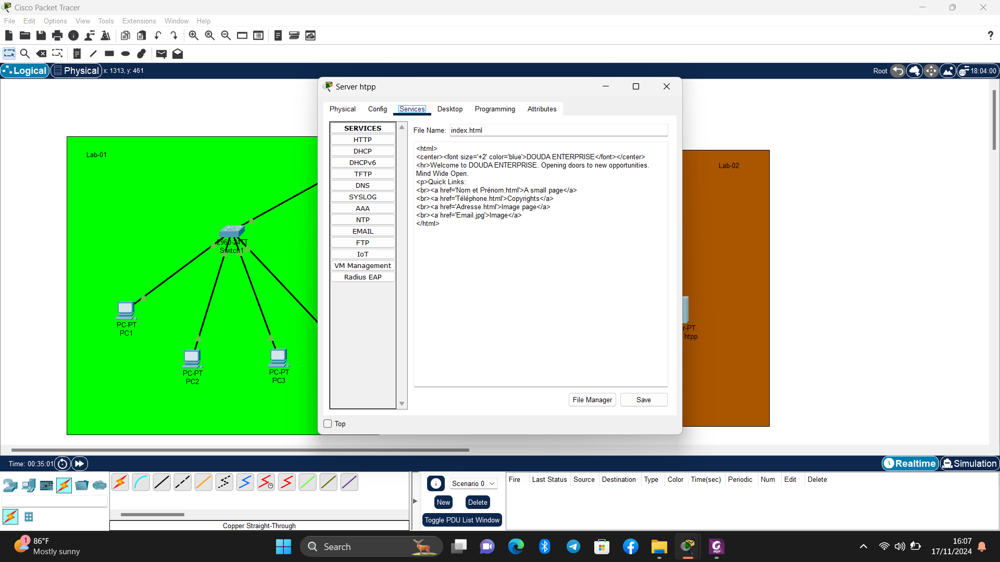 Cisco Packet Tracer
File Edit Options View Tools Extensions Window Help
Logical Physical x: 1313, y: 461
Root 18:04:00
Server htpp
Physical Config Services Desktop Programming Attributes
SERVICES
HTTP
DHCP
DHCPv6
TFTP
DNS
SYSLOG
AAA
NTP
EMAIL
FTP
IoT
VM Management
Radius EAP
File Name: index.html
<html>
<center><font size='+2' color='blue'>DOUDA ENTERPRISE</font></center>
<hr>Welcome to DOUDA ENTERPRISE. Opening doors to new opportunities.
Mind Wide Open.
<p>Quick Links:
<br><a href='Nom et Prénom.html'>A small page</a>
<br><a href='Téléphone.html'>Copyrights</a>
<br><a href='Adresse.html'>Image page</a>
<br><a href='Email.jpg'>Image</a>
</html>
File Manager Save
Top
Lab-01
2960-24TT
Switch1
PC-PT
PC1
PC-PT
PC2
PC-PT
PC3
Lab-02
r-PT
htpp
Time: 00:35:01
Realtime Simulation
Copper Straight-Through
Scenario 0
New Delete
Toggle PDU List Window
Fire Last Status Source Destination Type Color Time(sec) Periodic Num Edit Delete
1
86°F
Mostly sunny
Search
PDF
16:07
17/11/2024